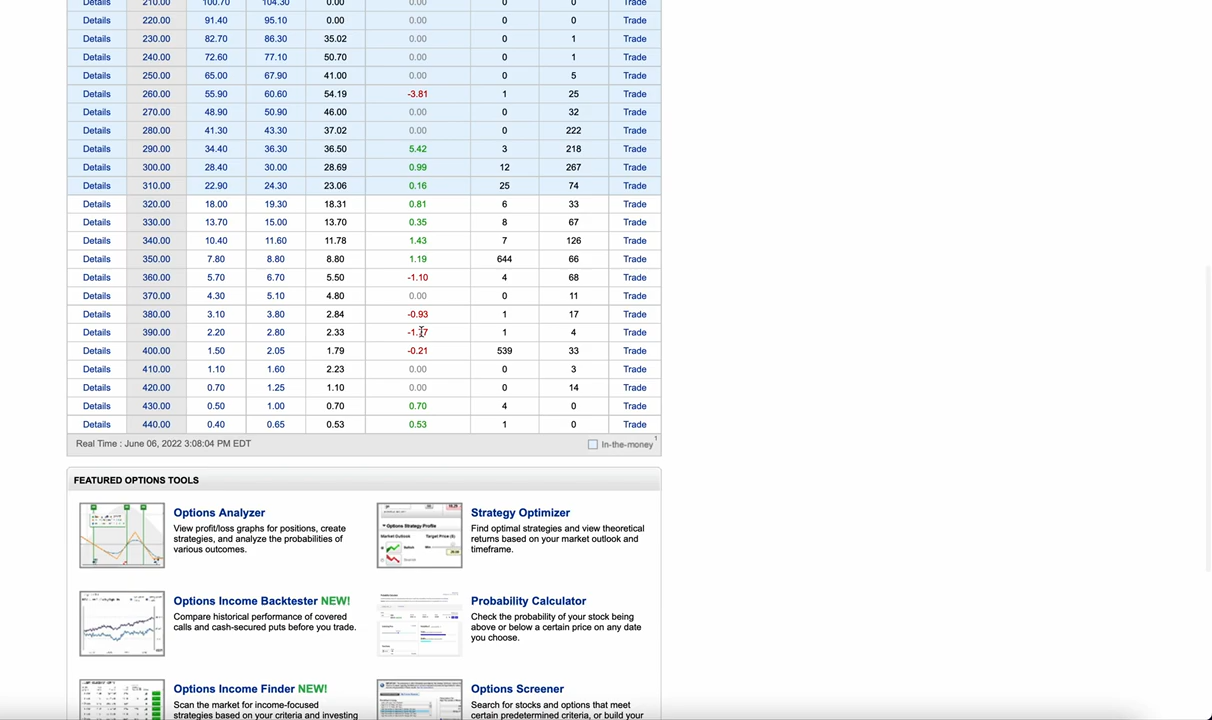 Details 210.00 100.70 104.30 0.00 0.00 0 0 Trade
Details 220.00 91.40 95.10 0.00 0.00 0 0 Trade
Details 230.00 82.70 86.30 35.02 0.00 0 1 Trade
Details 240.00 72.60 77.10 50.70 0.00 0 1 Trade
Details 250.00 65.00 67.90 41.00 0.00 0 5 Trade
Details 260.00 55.90 60.60 54.19 -3.81 1 25 Trade
Details 270.00 48.90 50.90 46.00 0.00 0 32 Trade
Details 280.00 41.30 43.30 37.02 0.00 0 222 Trade
Details 290.00 34.40 36.30 36.50 5.42 3 218 Trade
Details 300.00 28.40 30.00 28.69 0.99 12 267 Trade
Details 310.00 22.90 24.30 23.06 0.16 25 74 Trade
Details 320.00 18.00 19.30 18.31 0.81 6 33 Trade
Details 330.00 13.70 15.00 13.70 0.35 8 67 Trade
Details 340.00 10.40 11.60 11.78 1.43 7 126 Trade
Details 350.00 7.80 8.80 8.80 1.19 644 66 Trade
Details 360.00 5.70 6.70 5.50 -1.10 4 68 Trade
Details 370.00 4.30 5.10 4.80 0.00 0 11 Trade
Details 380.00 3.10 3.80 2.84 -0.93 1 17 Trade
Details 390.00 2.20 2.80 2.33 1 4 Trade
Details 400.00 1.50 2.05 1.79 -0.21 539 33 Trade
Details 410.00 1.10 1.60 2.23 0.00 0 3 Trade
Details 420.00 0.70 1.25 1.10 0.00 0 14 Trade
Details 430.00 0.50 1.00 0.70 0.70 4 0 Trade
Details 440.00 0.40 0.65 0.53 0.53 1 0 Trade
Real Time : June 06, 2022 3:08:04 PM EDT In-the-money 1
FEATURED OPTIONS TOOLS
Options Analyzer
View profit/loss graphs for positions, create
strategies, and analyze the probabilities of
various outcomes.
Strategy Optimizer
Find optimal strategies and view theoretical
returns based on your market outlook and
timeframe.
Options Income Backtester NEW!
Compare historical performance of covered
calls and cash-secured puts before you trade.
Probability Calculator
Check the probability of your stock being
above or below a certain price on any date
you choose.
Options Income Finder NEW!
Scan the market for income-focused
strategies based on your criteria and investing
Options Screener
Search for stocks and options that meet
certain predetermined criteria, or build your